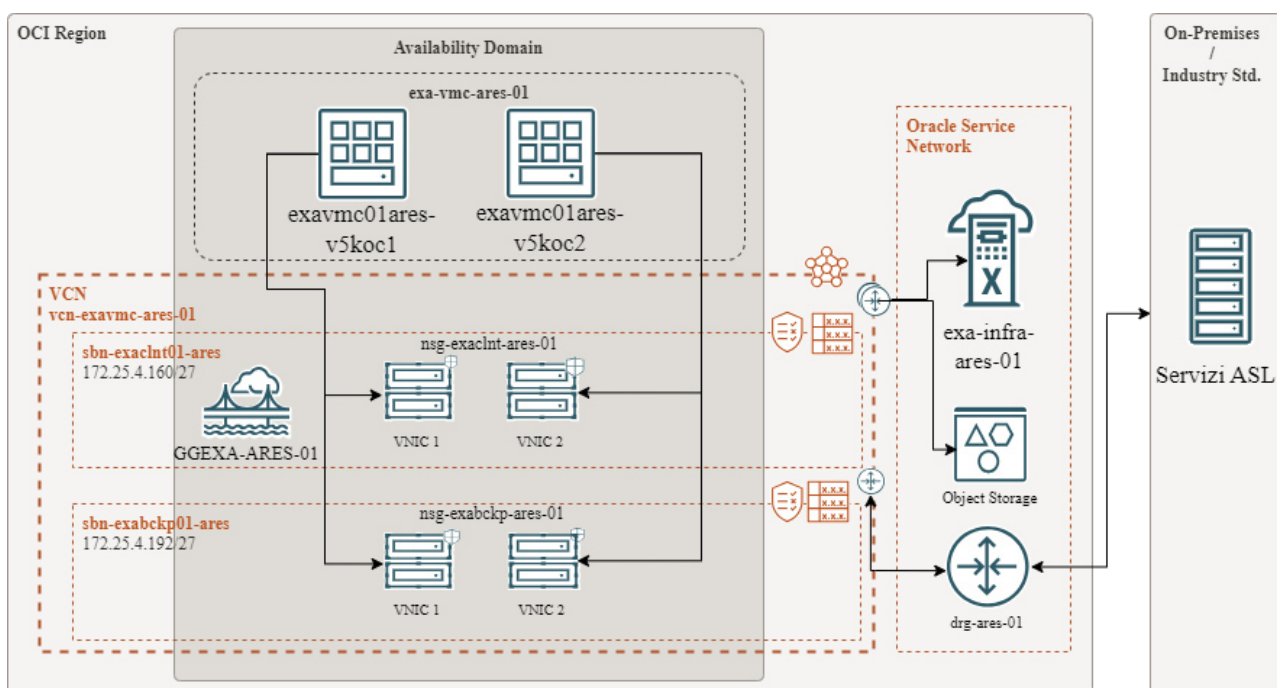 OCI Region
Availability Domain
exa-vmc-ares-01
exavmc01ares-
v5koc1
exavmc01ares-
v5koc2
VCN
vcn-exavmc-ares-01
sbn-exaclnt01-ares
172.25.4.160/27
nsg-exaclnt-ares-01
GGEXA-ARES-01
VNIC 1
VNIC 2
sbn-exabckp01-ares
172.25.4.192/27
nsg-exabckp-ares-01
VNIC 1
VNIC 2
Oracle Service
Network
X
exa-infra-
ares-01
Object Storage
drg-ares-01
On-Premises
/
Industry Std.
Servizi ASL